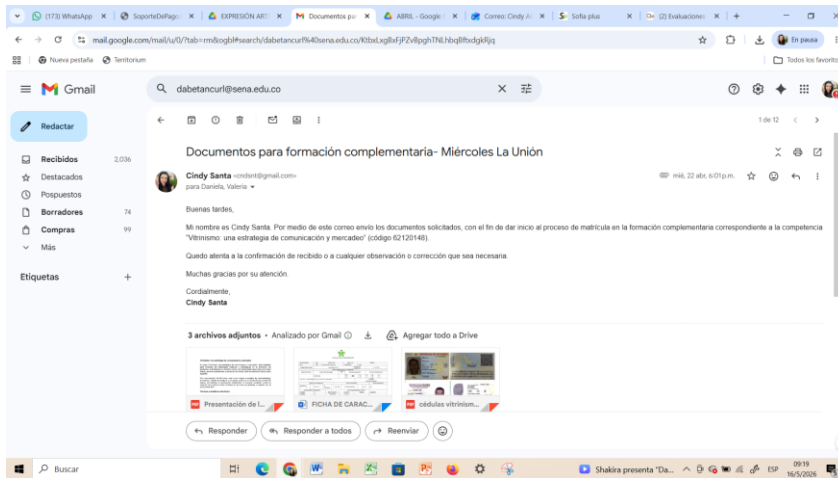 (173) WhatsApp
SoporteDePago
EXPRESIÓN ART
Documentos par
ABRIL - Google
Correo: Cindy A
Sofia plus
(2) Evaluaciones
mail.google.com/mail/u/0/?tab=rm&ogbl#search/dabetancurl%40sena.edu.co/KtbxLxgBxFjPZvBpghTNLhbqBftxdgkRjq
En pausa
Nueva pestaña
Territorium
Todos los favorito
Gmail
dabetancurl@sena.edu.co
Redactar
1 de 12
Recibidos 2,036
Destacados
Pospuestos
Borradores 74
Compras 99
Más
Etiquetas
Documentos para formación complementaria- Miércoles La Unión
Cindy Santa <cndsnt@gmail.com>
mié, 22 abr, 6:01 p.m.
para Daniela, Valeria
Buenas tardes,
Mi nombre es Cindy Santa. Por medio de este correo envío los documentos solicitados, con el fin de dar inicio al proceso de matrícula en la formación complementaria correspondiente a la competencia
"Vitrinismo: una estrategia de comunicación y mercadeo" (código 62120148).
Quedo atenta a la confirmación de recibido o a cualquier observación o corrección que sea necesaria.
Muchas gracias por su atención.
Cordialmente,
Cindy Santa
3 archivos adjuntos • Analizado por Gmail
Agregar todo a Drive
PDF Presentación de l...
FICHA DE CARAC...
PDF cédulas vitrinism...
Responder
Responder a todos
Reenviar
Buscar
Shakira presenta "Da...
ESP
09:19
16/5/2026